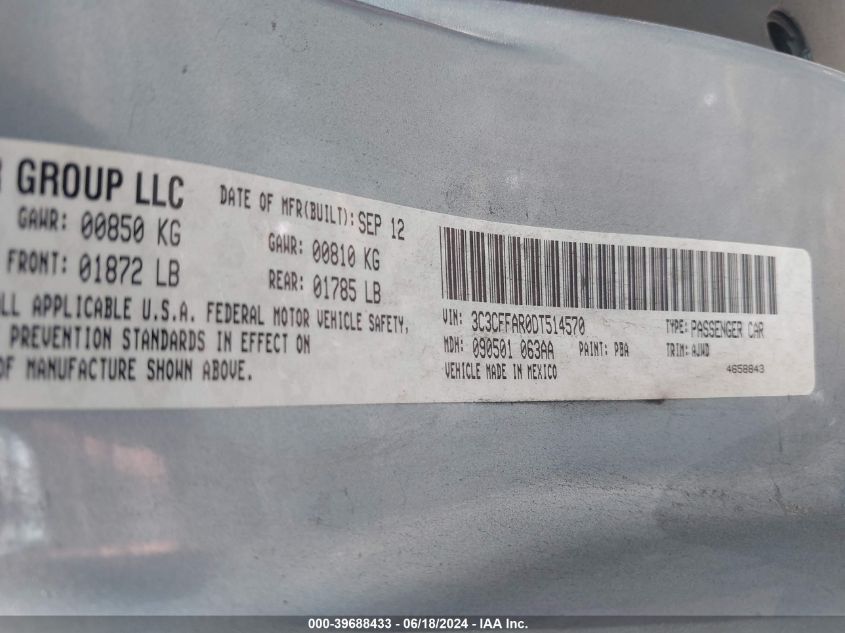 R GROUP LLC
DATE OF MFR(BUILT): SEP 12
GAWR: 00850 KG
GAWR: 00810 KG
FRONT: 01872 LB
REAR: 01785 LB
ALL APPLICABLE U.S.A. FEDERAL MOTOR VEHICLE SAFETY,
PREVENTION STANDARDS IN EFFECT ON
OF MANUFACTURE SHOWN ABOVE.
VIN: 3C3CFFAR0DT514570
TYPE: PASSENGER CAR
MDH: 090501 063AA
PAINT: PBA
TRIM: AJWD
VEHICLE MADE IN MEXICO
4658843
000-39688433 - 06/18/2024 - IAA Inc.